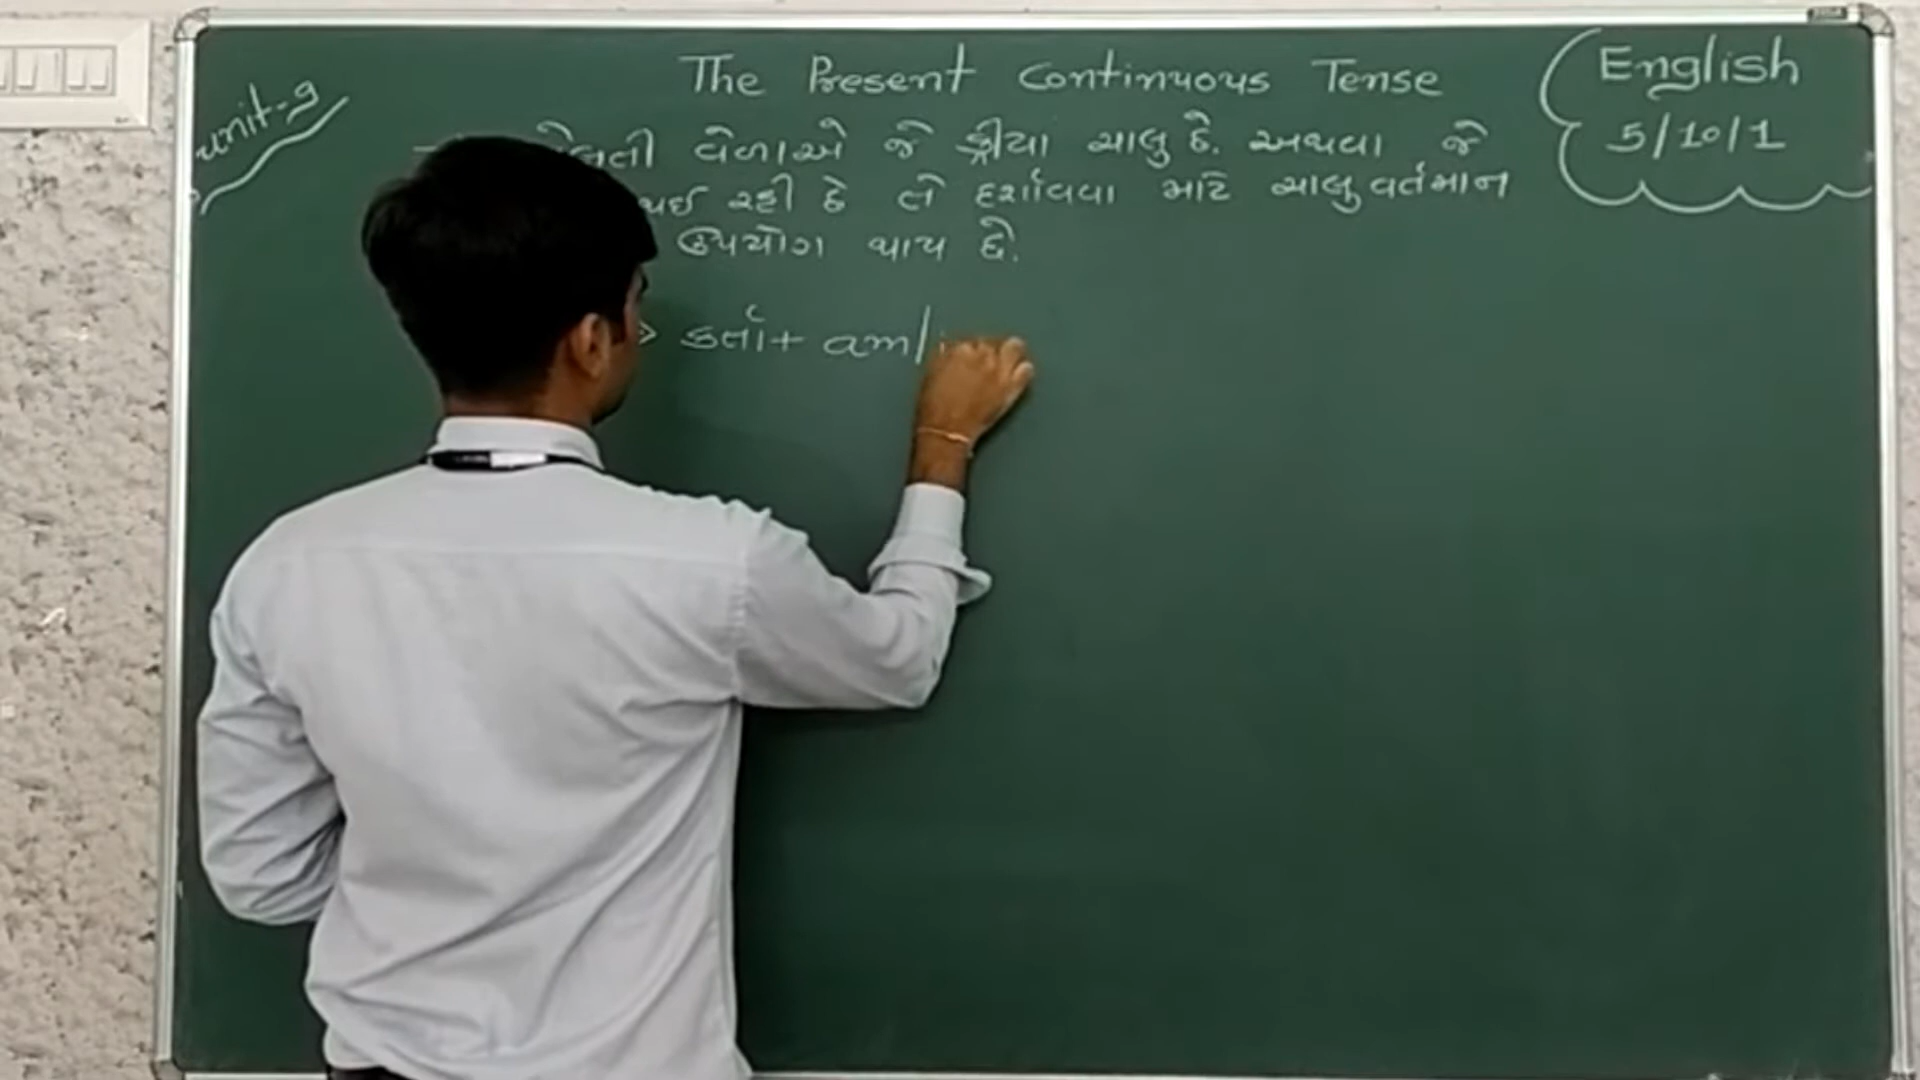 The Present Continuous Tense
English
5/10/1
unit-9
વેળાએ જે ક્રીયા ચાલુ છે. અથવા જે
થઈ રહી છે તે દર્શાવવા માટે ચાલુ વર્તમાન
ઉપયોગ થાય છે.
કર્તા + am/